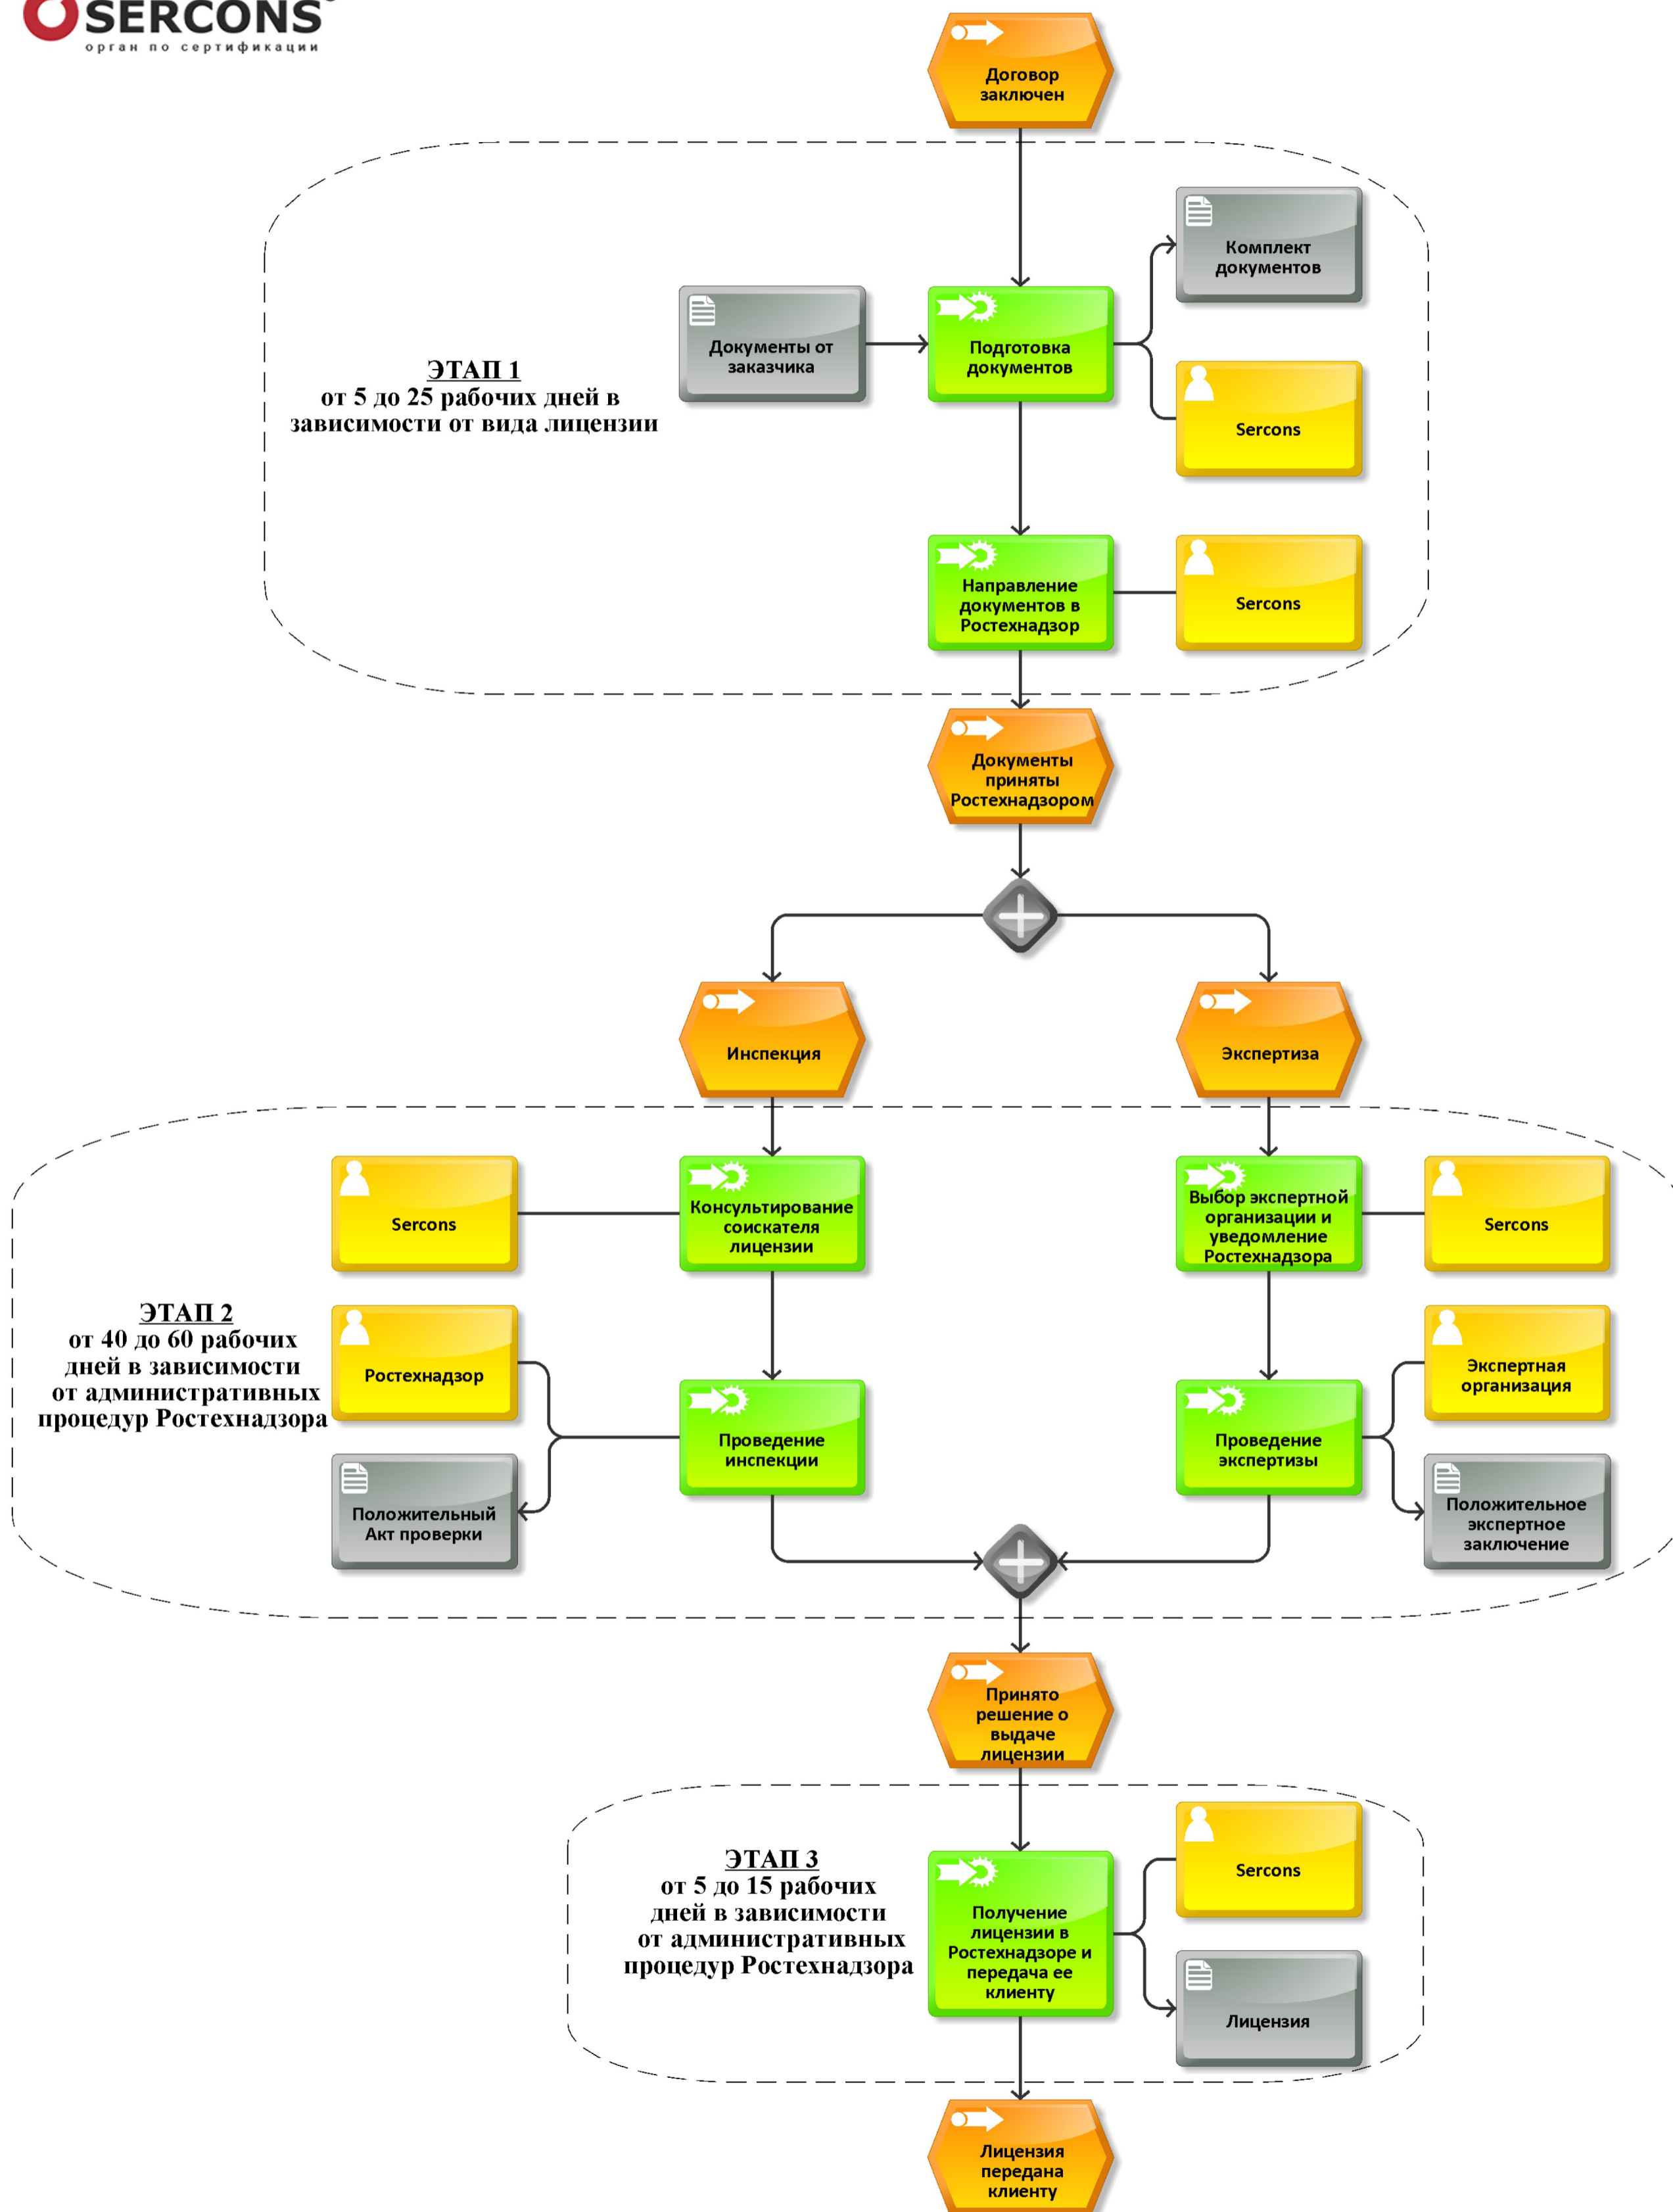 SERCONS
орган по сертификации
Договор
заключен
Комплект
документов
Документы от
заказчика
Подготовка
документов
ЭТАП 1
от 5 до 25 рабочих дней в
зависимости от вида лицензии
Sercons
Направление
документов в
Ростехнадзор
Sercons
Документы
приняты
Ростехнадзором
Инспекция
Экспертиза
Sercons
Консультирование
соискателя
лицензии
Выбор экспертной
организации и
уведомление
Ростехнадзора
Sercons
ЭТАП 2
от 40 до 60 рабочих
дней в зависимости
от административных
процедур Ростехнадзора
Ростехнадзор
Экспертная
организация
Проведение
инспекции
Проведение
экспертизы
Положительный
Акт проверки
Положительное
экспертное
заключение
Принято
решение о
выдаче
лицензии
ЭТАП 3
от 5 до 15 рабочих
дней в зависимости
от административных
процедур Ростехнадзора
Sercons
Получение
лицензии в
Ростехнадзоре и
передача ее
клиенту
Лицензия
Лицензия
передана
клиенту